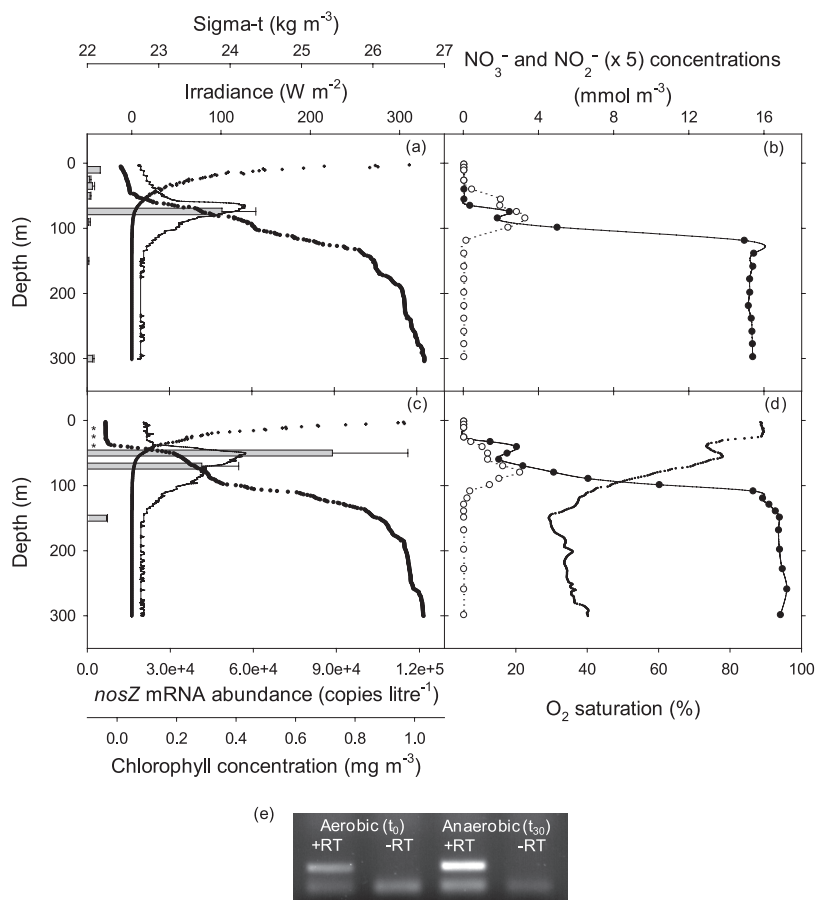 Sigma-t (kg m⁻³)
22 23 24 25 26 27
NO₃⁻ and NO₂⁻ (x 5) concentrations
(mmol m⁻³)
Irradiance (W m⁻²)
0 100 200 300
0 4 8 12 16
(a)
(b)
0
100
200
300
Depth (m)
(c)
(d)
0
100
200
300
Depth (m)
0.0 3.0e+4 6.0e+4 9.0e+4 1.2e+5
nosZ mRNA abundance (copies litre⁻¹)
20 40 60 80 100
O₂ saturation (%)
0.0 0.2 0.4 0.6 0.8 1.0
Chlorophyll concentration (mg m⁻³)
* * *
(e)
Aerobic (t₀) Anaerobic (t₃₀)
+RT -RT +RT -RT